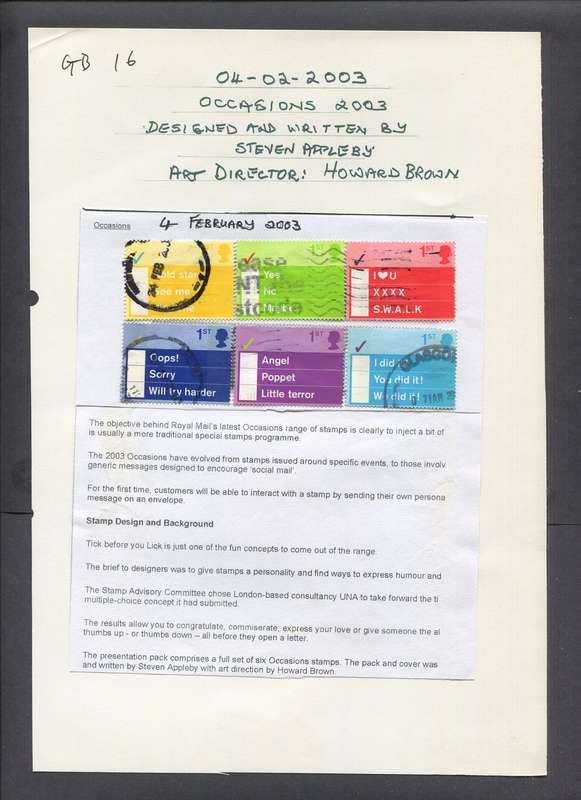 GB 16
04-02-2003
OCCASIONS 2003
DESIGNED AND WRITTEN BY
STEVEN APPLEBY
ART DIRECTOR: HOWARD BROWN
Occasions 4 FEBRUARY 2003
1ST
Gold star
See me
Yes
No
Maybe
1ST
I ♥ U
XXXX
S.W.A.L.K.
1ST
Oops!
Sorry
Will try harder
1ST
Angel
Poppet
Little terror
1ST
I did it!
You did it!
We did it!
GLASGOW
The objective behind Royal Mail's latest Occasions range of stamps is clearly to inject a bit of
is usually a more traditional special stamps programme.
The 2003 Occasions have evolved from stamps issued around specific events, to those involv
generic messages designed to encourage 'social mail'.
For the first time, customers will be able to interact with a stamp by sending their own persona
message on an envelope.
Stamp Design and Background
Tick before you Lick is just one of the fun concepts to come out of the range.
The brief to designers was to give stamps a personality and find ways to express humour and
The Stamp Advisory Committee chose London-based consultancy UNA to take forward the ti
multiple-choice concept it had submitted.
The results allow you to congratulate, commiserate, express your love or give someone the al
thumbs up - or thumbs down – all before they open a letter.
The presentation pack comprises a full set of six Occasions stamps. The pack and cover was
and written by Steven Appleby with art direction by Howard Brown.